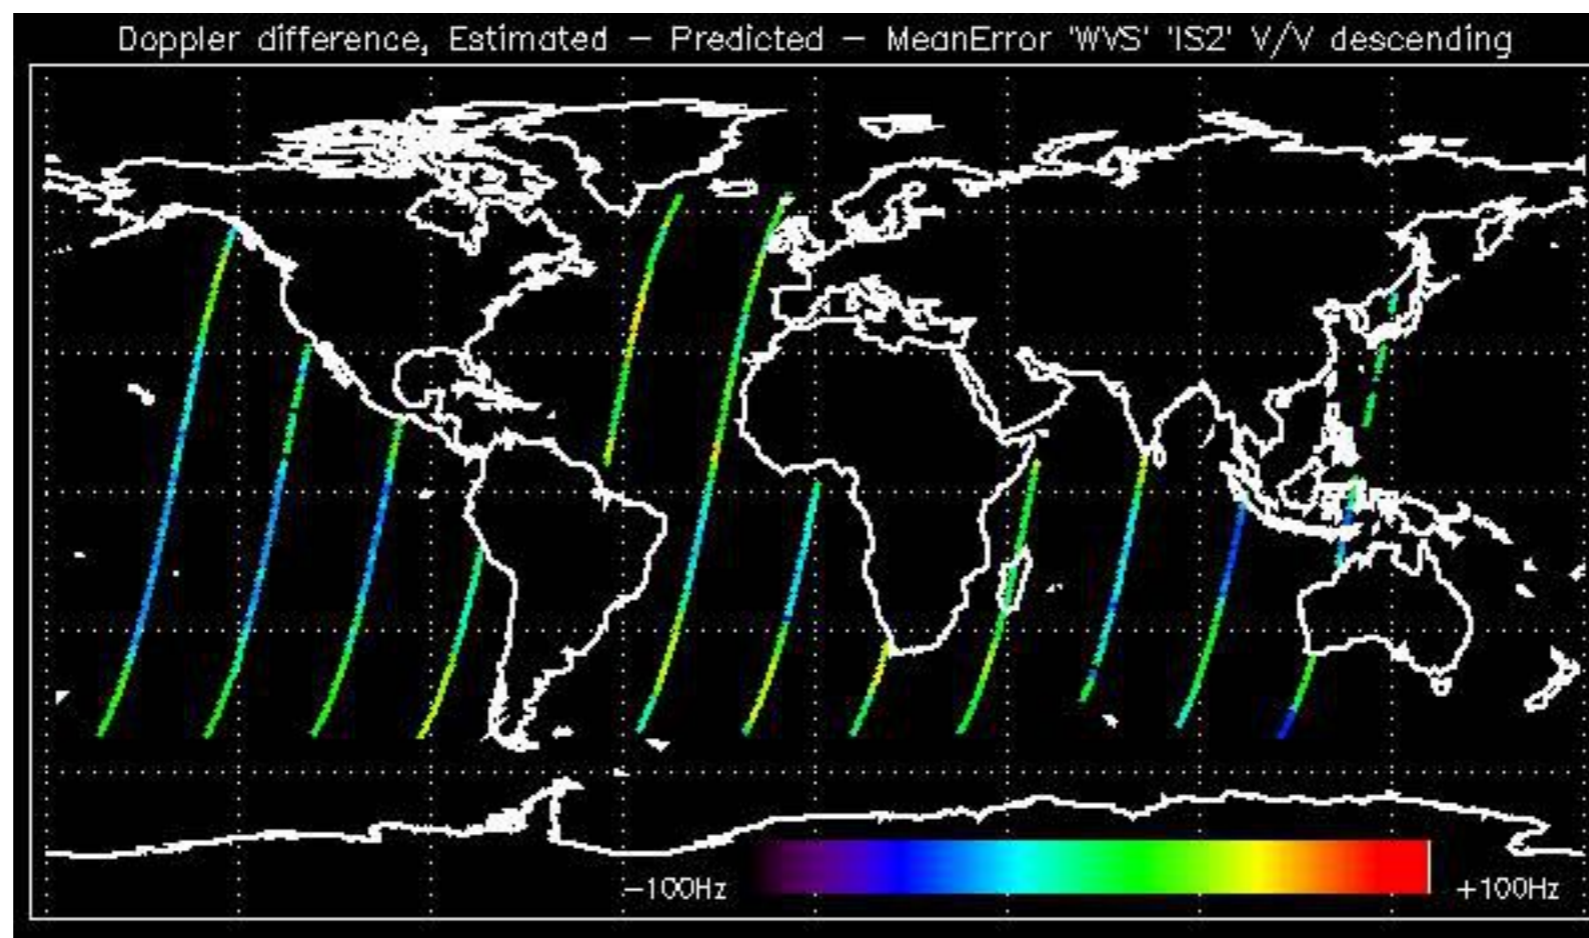 Doppler difference, Estimated – Predicted – MeanError 'WVS' 'IS2' V/V descending
-100Hz +100Hz